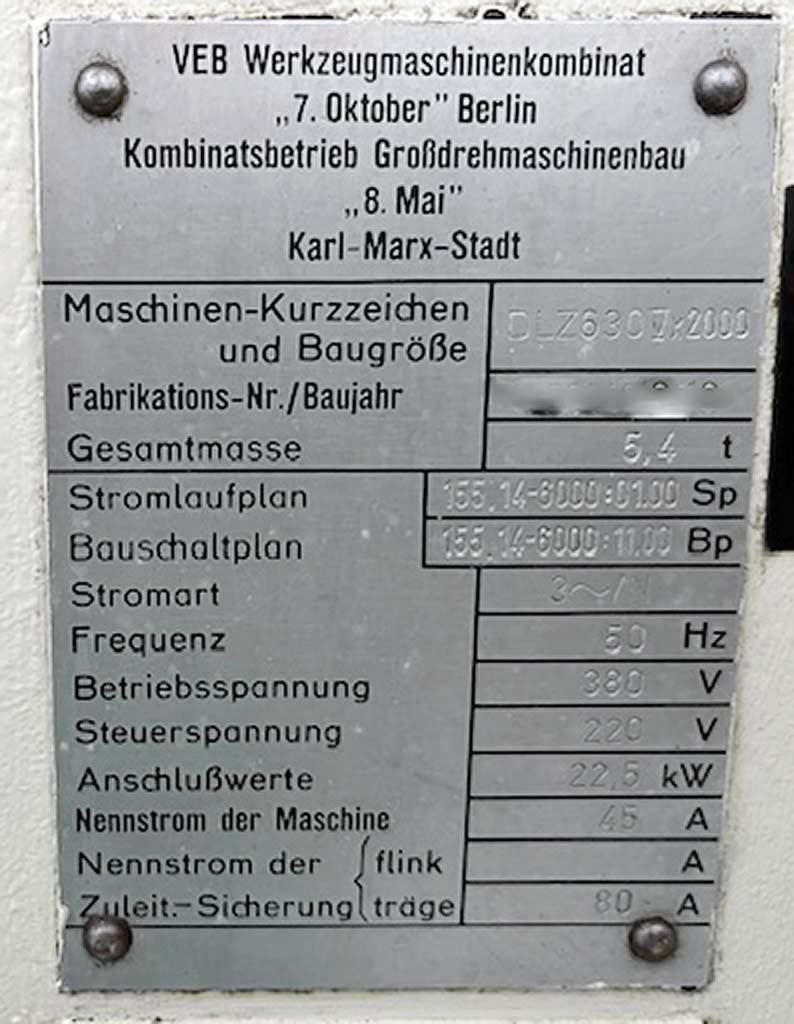 VEB Werkzeugmaschinenkombinat
„7. Oktober” Berlin
Kombinatsbetrieb Großdrehmaschinenbau
„8. Mai”
Karl-Marx-Stadt
Maschinen-Kurzzeichen
und Baugröße DLZ630 V×2000
Fabrikations-Nr./Baujahr
Gesamtmasse 5,4 t
Stromlaufplan 155.14-6000:01.00 Sp
Bauschaltplan 155.14-6000:11.00 Bp
Stromart 3~/
Frequenz 50 Hz
Betriebsspannung 380 V
Steuerspannung 220 V
Anschlußwerte 22,5 kW
Nennstrom der Maschine 45 A
Nennstrom der flink A
Zuleit.-Sicherung träge 80 A